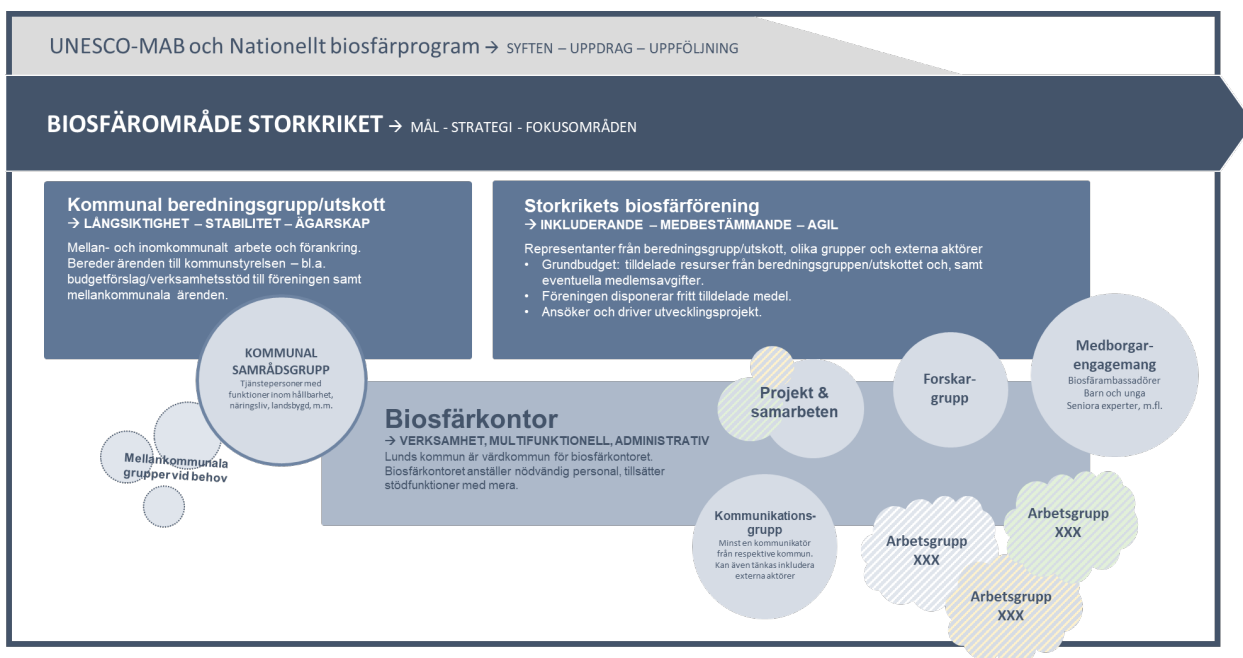 UNESCO-MAB och Nationellt biosfärprogram → SYFTEN – UPPDRAG – UPPFÖLJNING
BIOSFÄROMRÅDE STORKRIKET → MÅL - STRATEGI - FOKUSOMRÅDEN
Kommunal beredningsgrupp/utskott
→ LÅNGSIKTIGHET – STABILITET – ÄGARSKAP
Mellan- och inomkommunalt arbete och förankring.
Bereder ärenden till kommunstyrelsen – bl.a.
budgetförslag/verksamhetsstöd till föreningen samt
mellankommunala ärenden.
Storkrikets biosfärförening
→ INKLUDERANDE – MEDBESTÄMMANDE – AGIL
Representanter från beredningsgrupp/utskott, olika grupper och externa aktörer
• Grundbudget: tilldelade resurser från beredningsgruppen/utskottet och, samt
eventuella medlemsavgifter.
• Föreningen disponerar fritt tilldelade medel.
• Ansöker och driver utvecklingsprojekt.
KOMMUNAL
SAMRÅDSGRUPP
Tjänstepersoner med
funktioner inom hållbarhet,
näringsliv, landsbygd, m.m.
Mellankommunala
grupper vid behov
Biosfärkontor
→ VERKSAMHET, MULTIFUNKTIONELL, ADMINISTRATIV
Lunds kommun är värdkommun för biosfärkontoret.
Biosfärkontoret anställer nödvändig personal, tillsätter
stödfunktioner med mera.
Projekt &
samarbeten
Forskar-
grupp
Medborgar-
engagemang
Biosfärambassadörer
Barn och unga
Seniora experter, m.fl.
Kommunikations-
grupp
Minst en kommunikatör
från respektive kommun.
Kan även tänkas inkludera
externa aktörer
Arbetsgrupp
XXX
Arbetsgrupp
XXX
Arbetsgrupp
XXX